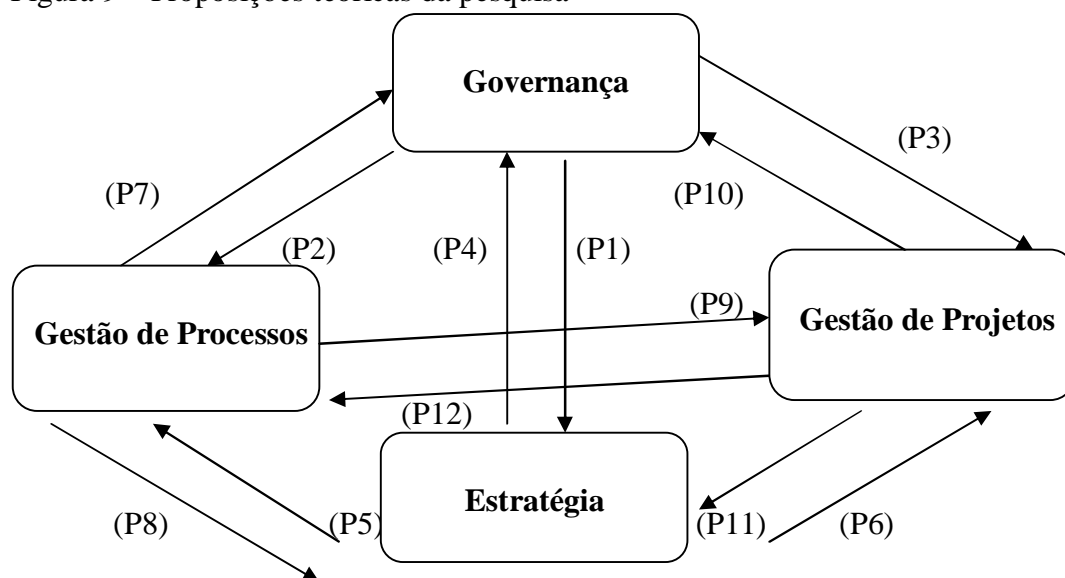 Figura 9 – Proposições teóricas da pesquisa
Governança
(P3)
(P7)
(P10)
(P2)
(P4)
(P1)
(P9)
Gestão de Processos
Gestão de Projetos
(P12)
Estratégia
(P8)
(P5)
(P11)
(P6)